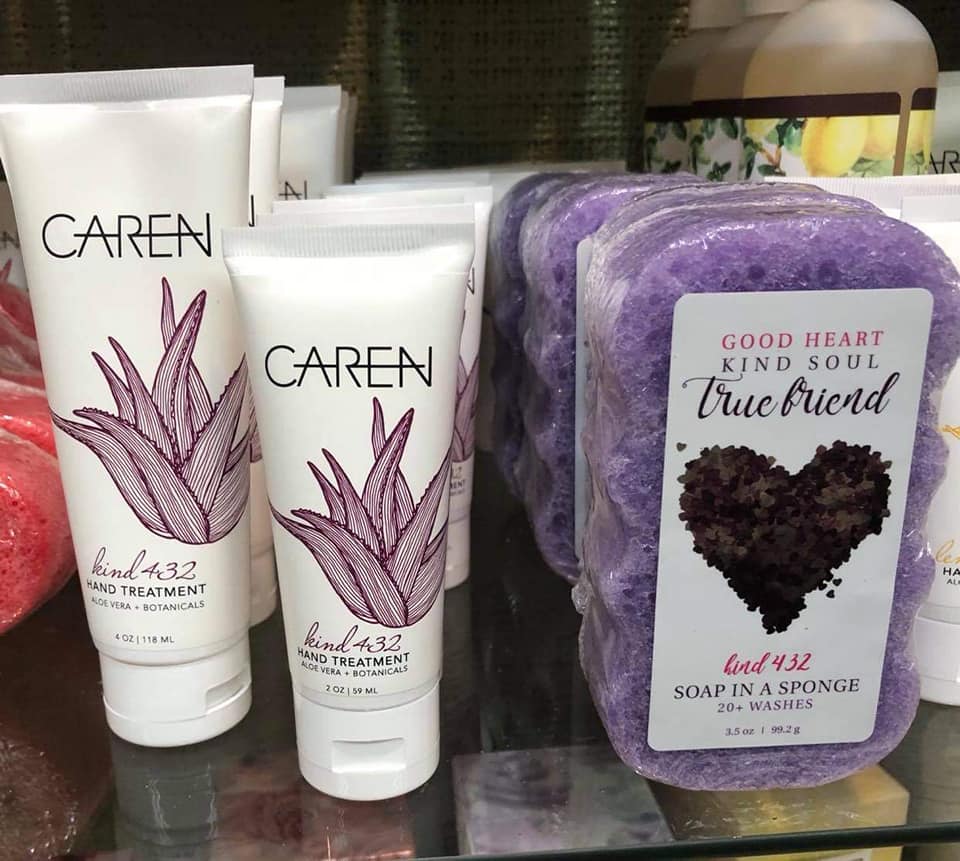 CAREN
kind 432
HAND TREATMENT
ALOE VERA + BOTANICALS
4 OZ | 118 ML
CAREN
kind 432
HAND TREATMENT
ALOE VERA + BOTANICALS
2 OZ | 59 ML
GOOD HEART
KIND SOUL
true friend
kind 432
SOAP IN A SPONGE
20+ WASHES
3.5 oz | 99.2 g